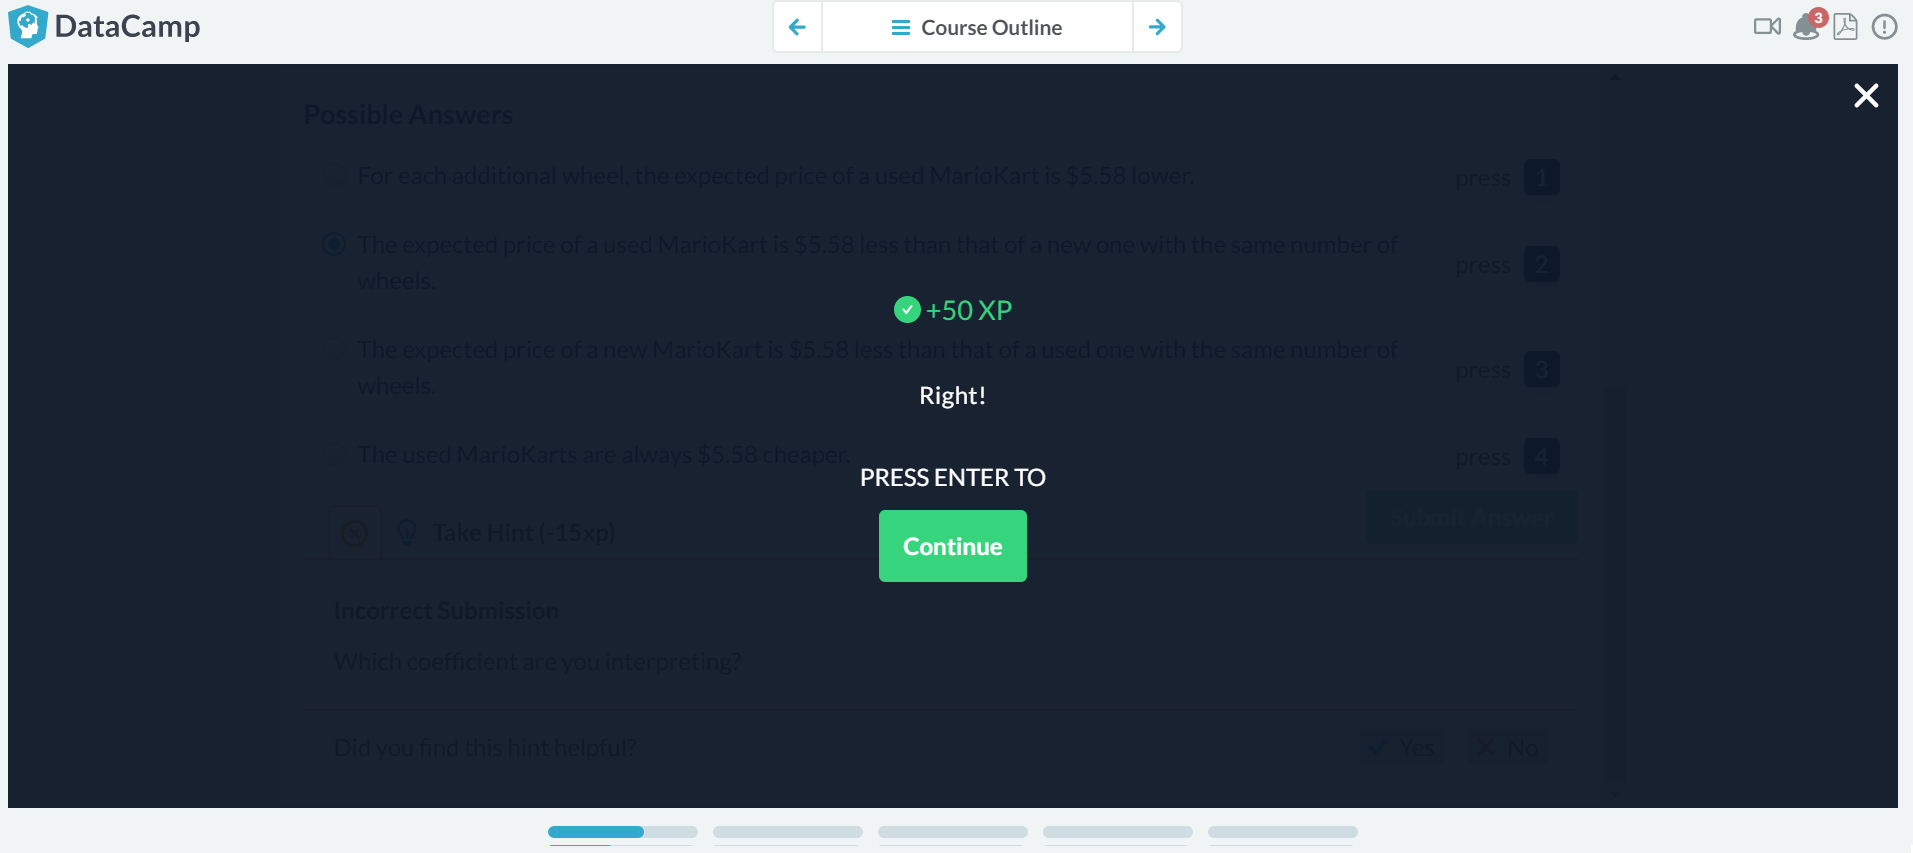 DataCamp
Course Outline
3
Possible Answers
For each additional wheel, the expected price of a used MarioKart is $5.58 lower.
press 1
The expected price of a used MarioKart is $5.58 less than that of a new one with the same number of
wheels.
press 2
+50 XP
The expected price of a new MarioKart is $5.58 less than that of a used one with the same number of
wheels.
press 3
Right!
The used MarioKarts are always $5.58 cheaper.
press 4
PRESS ENTER TO
Continue
Take Hint (-15xp)
Submit Answer
Incorrect Submission
Which coefficient are you interpreting?
Did you find this hint helpful?
Yes
No